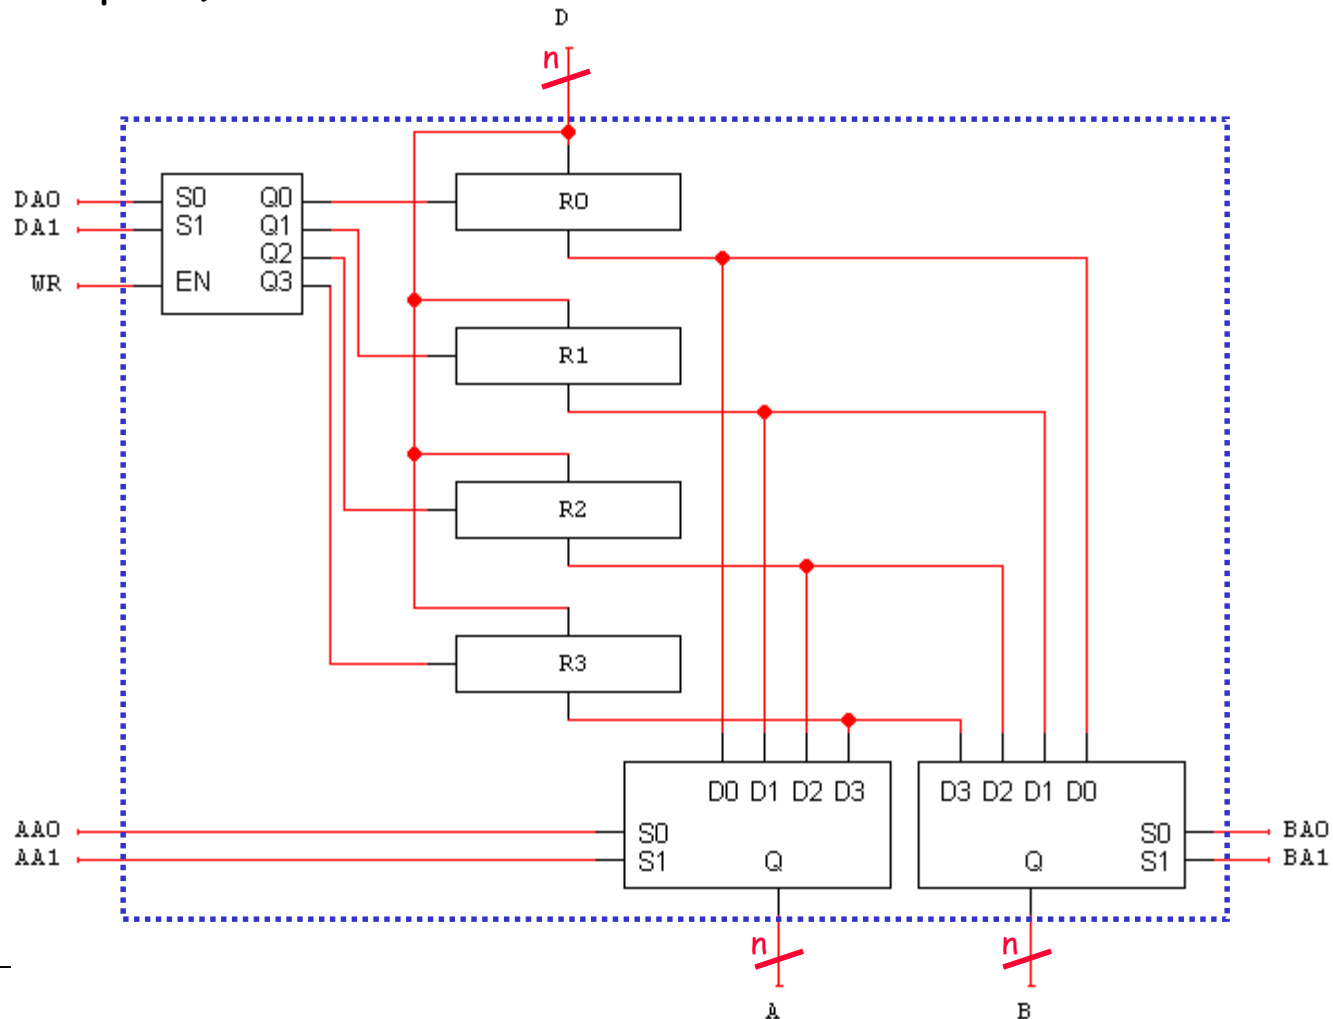 D
n
DA0 S0 Q0 R0
DA1 S1 Q1
Q2
WR EN Q3
R1
R2
R3
D0 D1 D2 D3 D3 D2 D1 D0
AA0 S0 S0 BA0
AA1 S1 Q Q S1 BA1
n n
A B